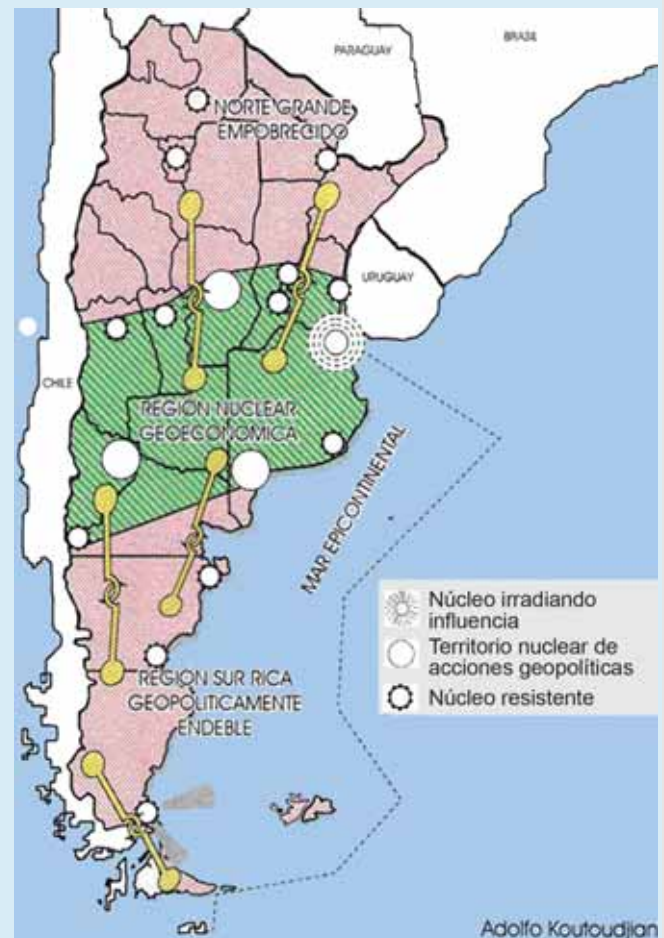 PARAGUAY
BRASIL
NORTE GRANDE
EMPOBRECIDO
URUGUAY
CHILE
REGION NUCLEAR
GEOECONOMICA
MAR EPICONTINENTAL
Núcleo irradiando
influencia
Territorio nuclear de
acciones geopolíticas
Núcleo resistente
REGION SUR RICA
GEOPOLITICAMENTE
ENDEBLE
Adolfo Koutoudjian